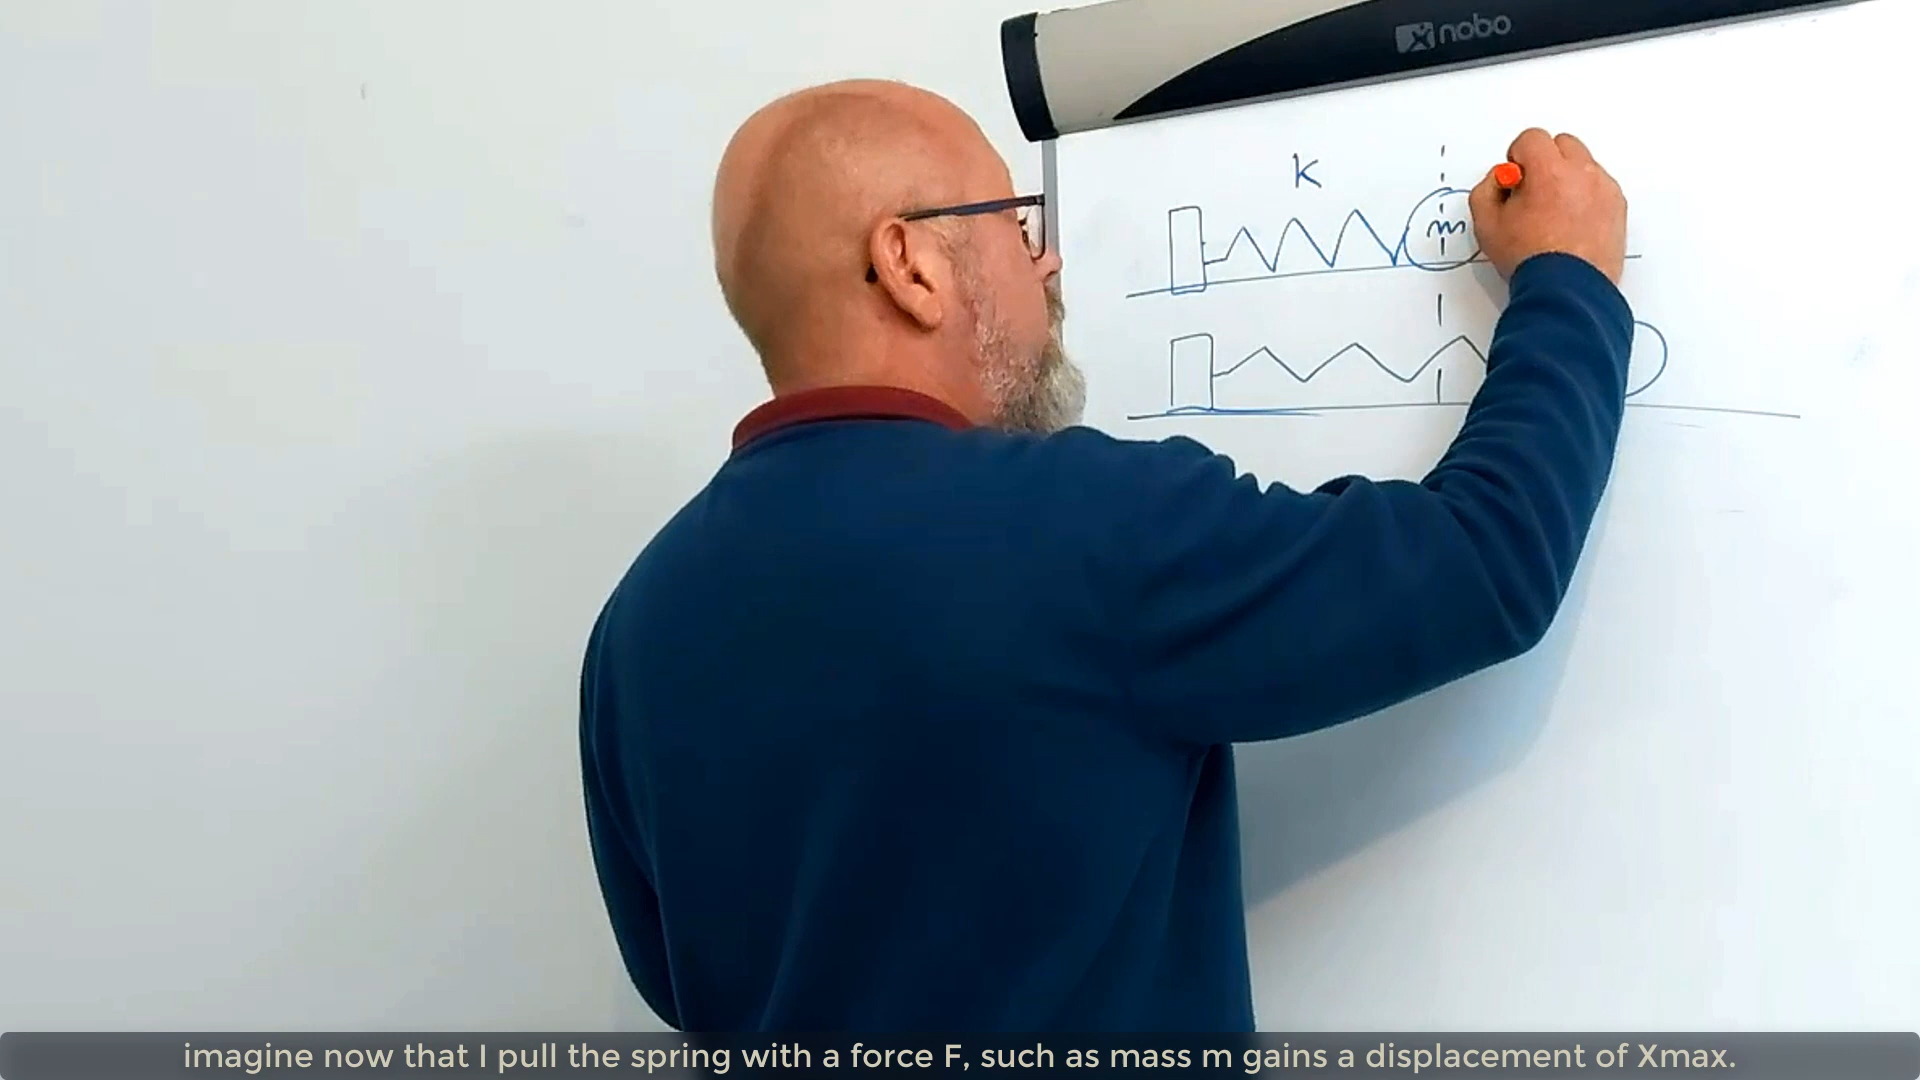 nobo
K
m
imagine now that I pull the spring with a force F, such as mass m gains a displacement of Xmax.